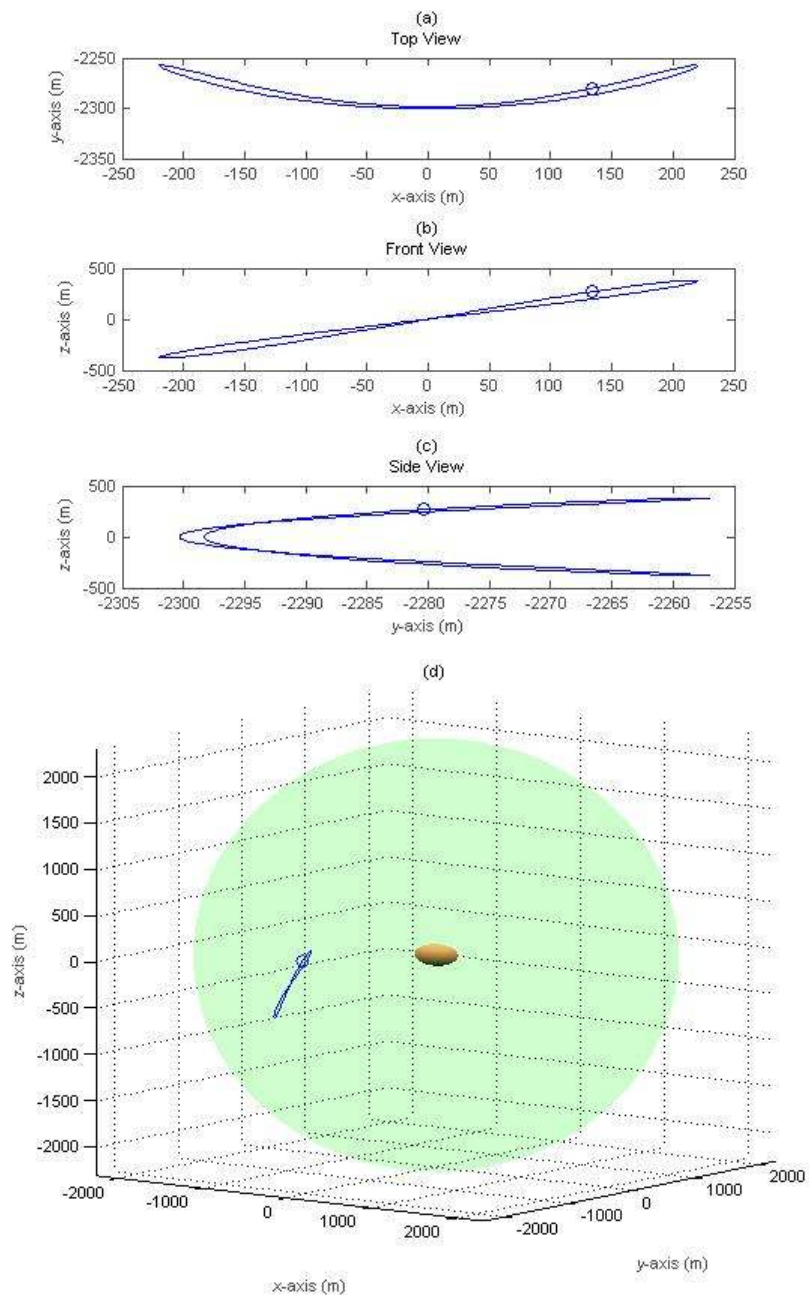 (a)
Top View
-2250
-2300
-2350
y-axis (m)
-250 -200 -150 -100 -50 0 50 100 150 200 250
x-axis (m)
(b)
Front View
500
0
-500
z-axis (m)
-250 -200 -150 -100 -50 0 50 100 150 200 250
x-axis (m)
(c)
Side View
500
0
-500
z-axis (m)
-2305 -2300 -2295 -2290 -2285 -2280 -2275 -2270 -2265 -2260 -2255
y-axis (m)
(d)
2000
1500
1000
500
0
-500
-1000
-1500
-2000
z-axis (m)
-2000 -1000 0 1000 2000
x-axis (m)
-2000 -1000 0 1000 2000
y-axis (m)